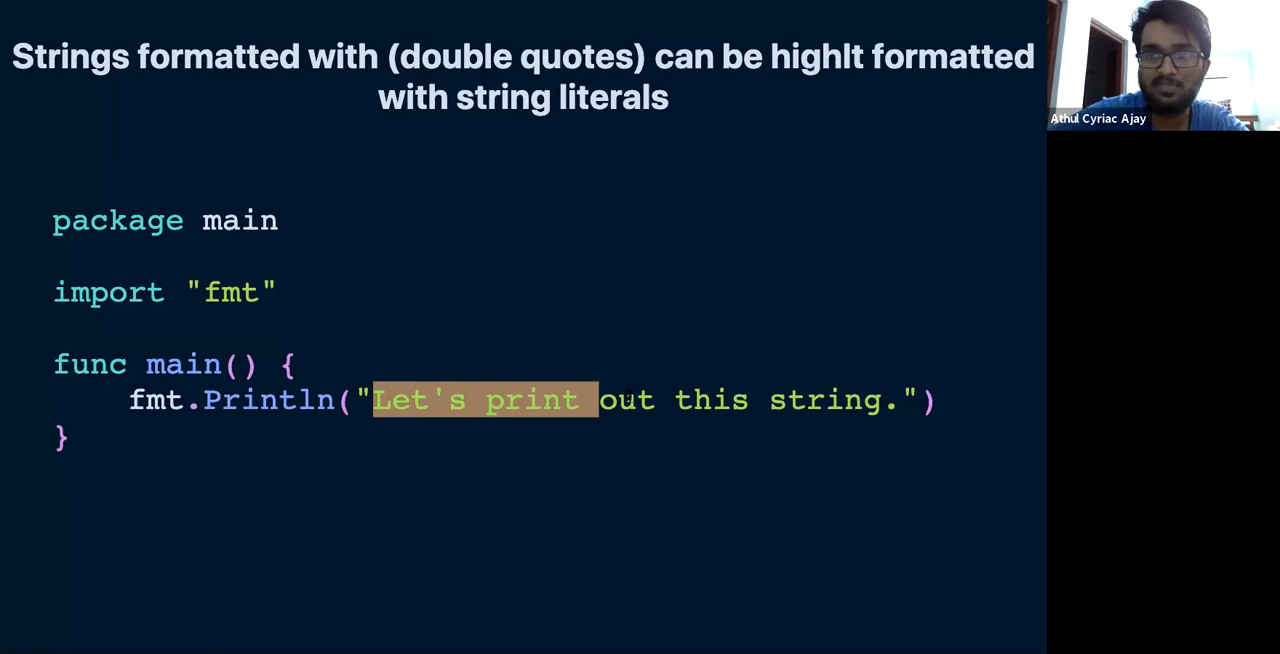 Strings formatted with (double quotes) can be highlt formatted
with string literals
Athul Cyriac Ajay
package main
import "fmt"
func main() {
fmt.Println("Let's print out this string.")
}